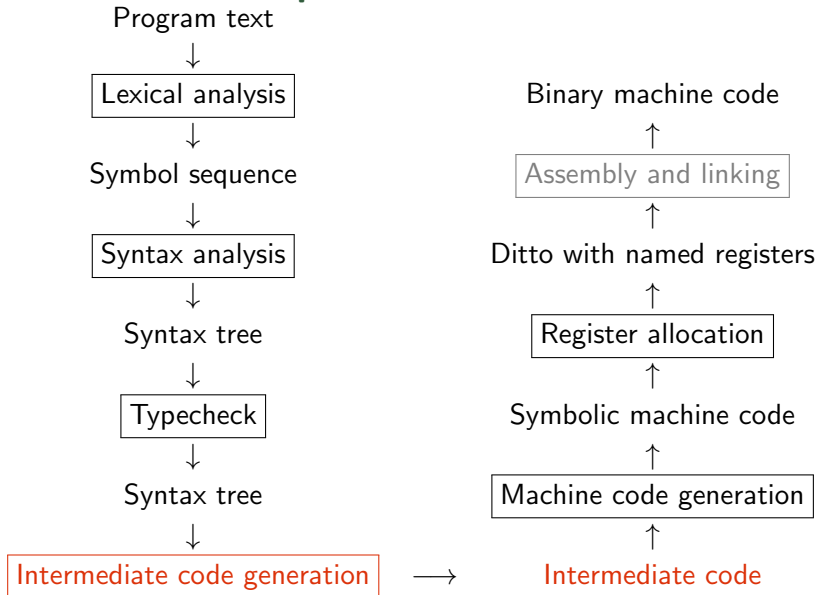 Program text
↓
Lexical analysis
↓
Symbol sequence
↓
Syntax analysis
↓
Syntax tree
↓
Typecheck
↓
Syntax tree
↓
Intermediate code generation
⟶
Binary machine code
↑
Assembly and linking
↑
Ditto with named registers
↑
Register allocation
↑
Symbolic machine code
↑
Machine code generation
↑
Intermediate code